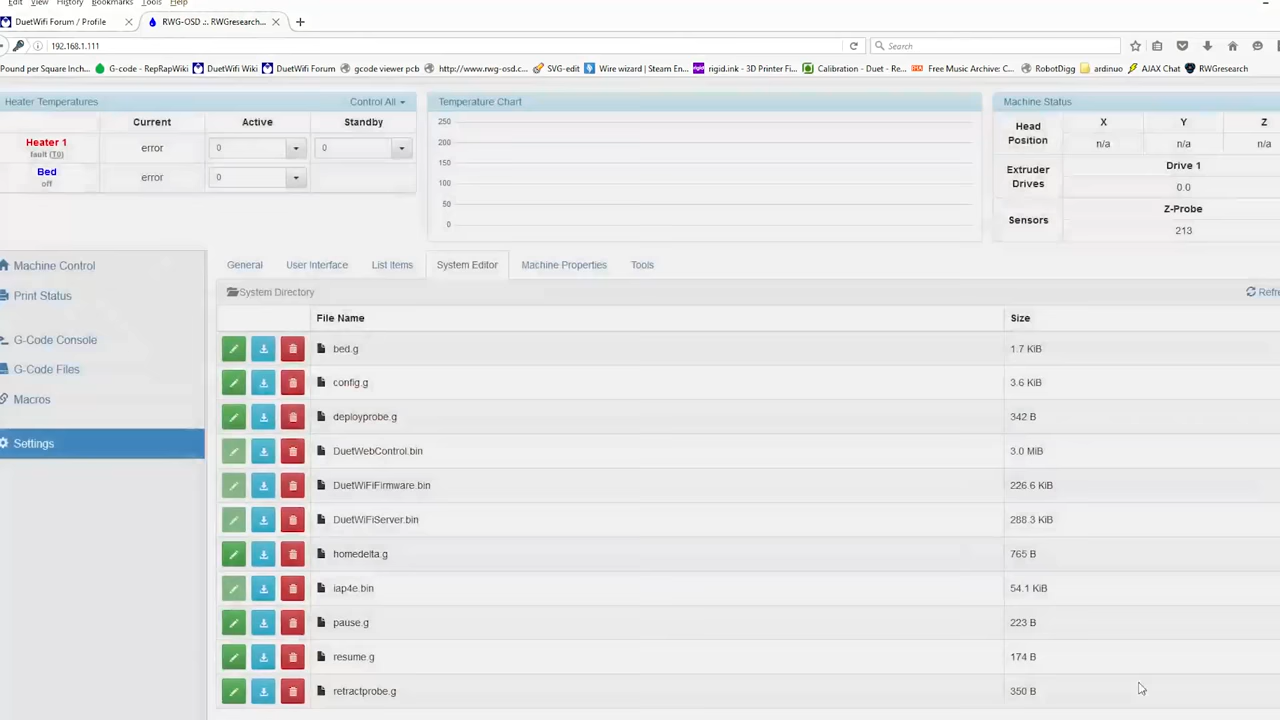 Edit View History Bookmarks Tools Help
DuetWifi Forum / Profile × RWG-OSD .:. RWGresearch... × +
192.168.1.111 Search
Pound per Square Inch... G-code - RepRapWiki DuetWifi Wiki DuetWifi Forum gcode viewer pcb http://www.rwg-osd.c... SVG-edit Wire wizard | Steam En... rigid.ink - 3D Printer Fi... Calibration - Duet - Re... Free Music Archive: C... RobotDigg ardinuo AJAX Chat RWGresearch
Heater Temperatures Control All
Current Active Standby
Heater 1 error 0 0
fault (T0)
Bed error 0
off
Temperature Chart
250
200
150
100
50
0
Machine Status
Head Position X Y Z
n/a n/a n/a
Extruder Drives Drive 1
0.0
Sensors Z-Probe
213
Machine Control
Print Status
G-Code Console
G-Code Files
Macros
Settings
General User Interface List Items System Editor Machine Properties Tools
System Directory Refre
File Name Size
bed.g 1.7 KiB
config.g 3.6 KiB
deployprobe.g 342 B
DuetWebControl.bin 3.0 MiB
DuetWiFiFirmware.bin 226.6 KiB
DuetWiFiServer.bin 288.3 KiB
homedelta.g 765 B
iap4e.bin 54.1 KiB
pause.g 223 B
resume.g 174 B
retractprobe.g 350 B